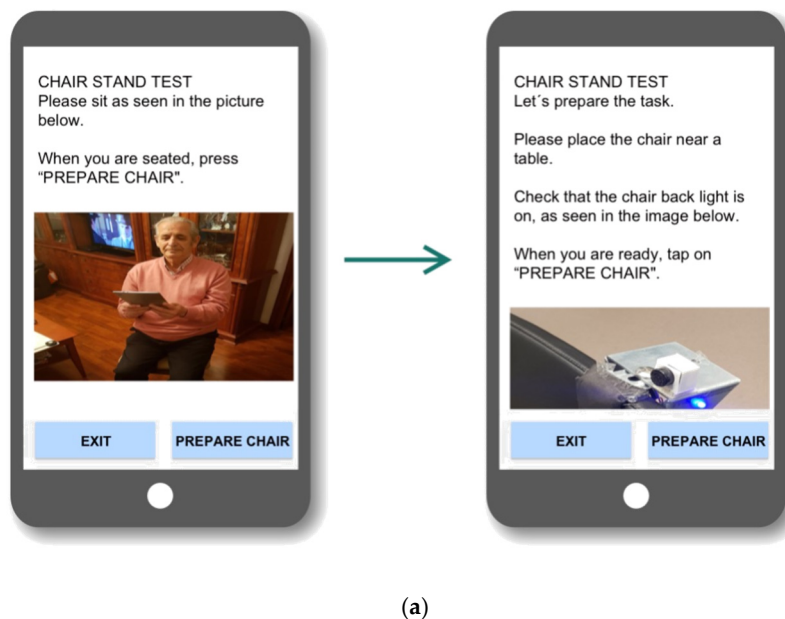 CHAIR STAND TEST
Please sit as seen in the picture
below.
When you are seated, press
“PREPARE CHAIR".
EXIT
PREPARE CHAIR
CHAIR STAND TEST
Let´s prepare the task.
Please place the chair near a
table.
Check that the chair back light is
on, as seen in the image below.
When you are ready, tap on
“PREPARE CHAIR".
EXIT
PREPARE CHAIR
(a)